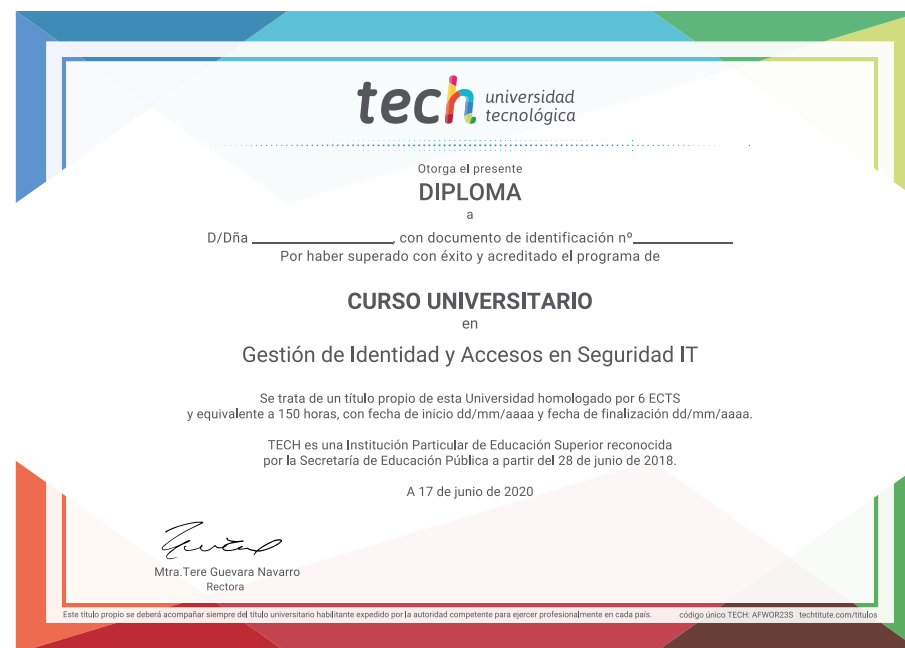 tech universidad
tecnológica
Otorga el presente
DIPLOMA
a
D/Dña ____________, con documento de identificación nº____________
Por haber superado con éxito y acreditado el programa de
CURSO UNIVERSITARIO
en
Gestión de Identidad y Accesos en Seguridad IT
Se trata de un título propio de esta Universidad homologado por 6 ECTS
y equivalente a 150 horas, con fecha de inicio dd/mm/aaaa y fecha de finalización dd/mm/aaaa.
TECH es una Institución Particular de Educación Superior reconocida
por la Secretaría de Educación Pública a partir del 28 de junio de 2018.
A 17 de junio de 2020
Mtra.Tere Guevara Navarro
Rectora
Este título propio se deberá acompañar siempre del título universitario habilitante expedido por la autoridad competente para ejercer profesionalmente en cada país. código único TECH: AFWOR23S techtitute.com/titulos